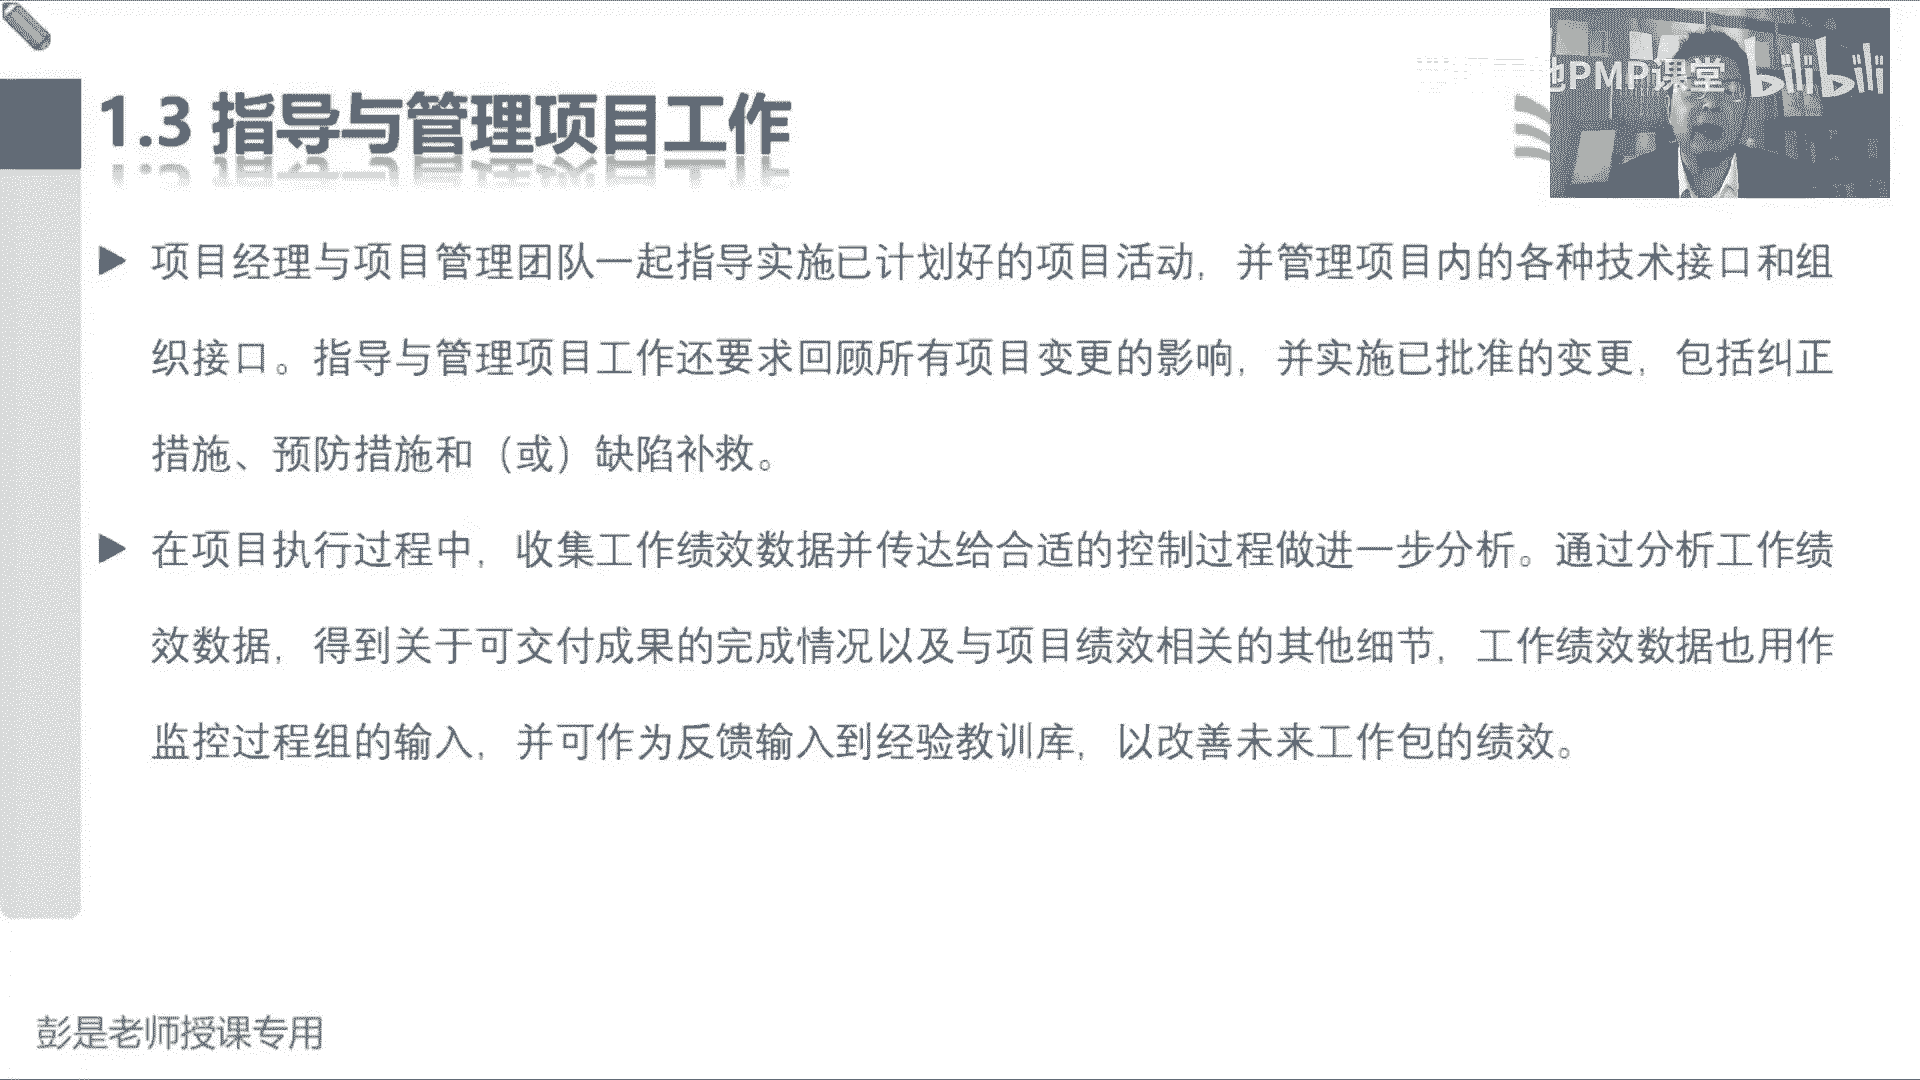 PMP课堂 bilibili
1.3 指导与管理项目工作
项目经理与项目管理团队一起指导实施已计划好的项目活动，并管理项目内的各种技术接口和组
织接口。指导与管理项目工作还要求回顾所有项目变更的影响，并实施已批准的变更，包括纠正
措施、预防措施和（或）缺陷补救。
在项目执行过程中，收集工作绩效数据并传达给合适的控制过程做进一步分析。通过分析工作绩
效数据，得到关于可交付成果的完成情况以及与项目绩效相关的其他细节，工作绩效数据也用作
监控过程组的输入，并可作为反馈输入到经验教训库，以改善未来工作包的绩效。
彭是老师授课专用